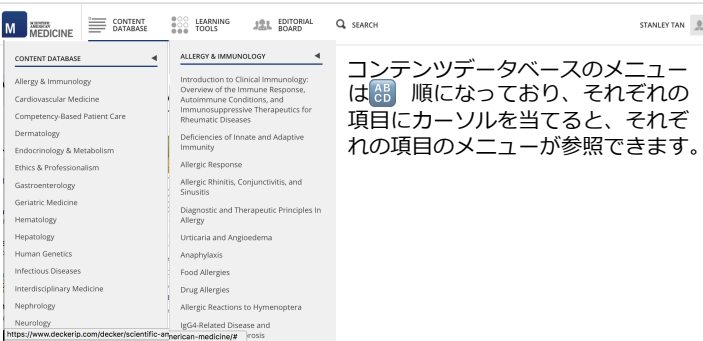 M SCIENTIFIC AMERICAN MEDICINE
CONTENT DATABASE
LEARNING TOOLS
EDITORIAL BOARD
SEARCH
STANLEY TAN
CONTENT DATABASE
Allergy & Immunology
Cardiovascular Medicine
Competency-Based Patient Care
Dermatology
Endocrinology & Metabolism
Ethics & Professionalism
Gastroenterology
Geriatric Medicine
Hematology
Hepatology
Human Genetics
Infectious Diseases
Interdisciplinary Medicine
Nephrology
Neurology
https://www.deckerip.com/decker/scientific-american-medicine/#
ALLERGY & IMMUNOLOGY
Introduction to Clinical Immunology:
Overview of the Immune Response,
Autoimmune Conditions, and
Immunosuppressive Therapeutics for
Rheumatic Diseases
Deficiencies of Innate and Adaptive
Immunity
Allergic Response
Allergic Rhinitis, Conjunctivitis, and
Sinusitis
Diagnostic and Therapeutic Principles In
Allergy
Urticaria and Angioedema
Anaphylaxis
Food Allergies
Drug Allergies
Allergic Reactions to Hymenoptera
IgG4-Related Disease and
コンテンツデータベースのメニュー
は ABCD 順になっており、それぞれの
項目にカーソルを当てると、それぞ
れの項目のメニューが参照できます。